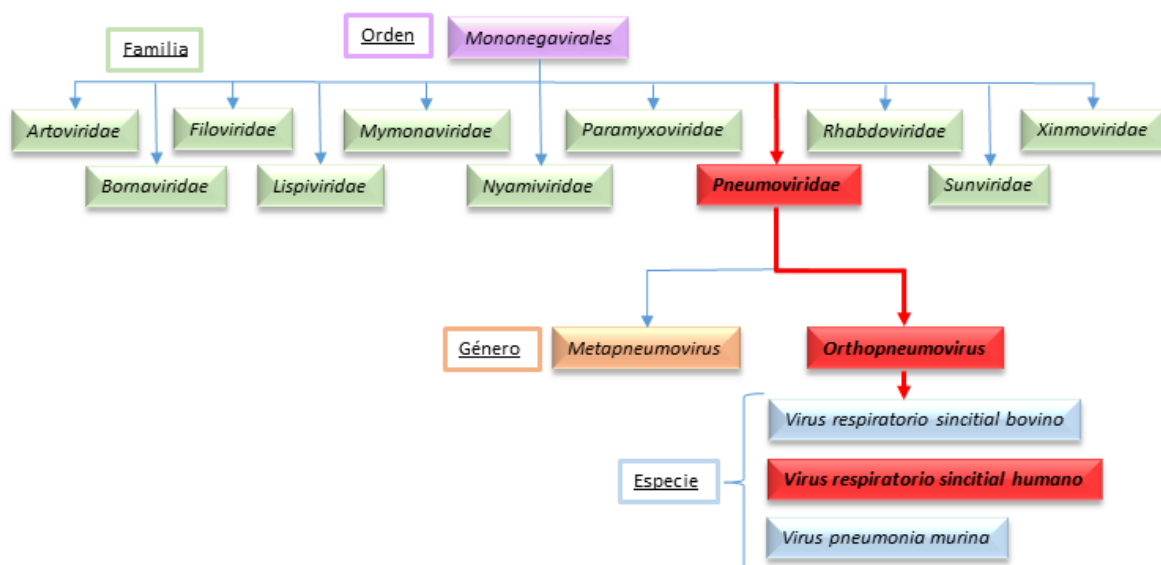 Orden
Mononegavirales
Familia
Artoviridae
Filoviridae
Mymonaviridae
Paramyxoviridae
Rhabdoviridae
Xinmoviridae
Bornaviridae
Lispiviridae
Nyamiviridae
Pneumoviridae
Sunviridae
Género
Metapneumovirus
Orthopneumovirus
Especie
Virus respiratorio sincitial bovino
Virus respiratorio sincitial humano
Virus pneumonia murina